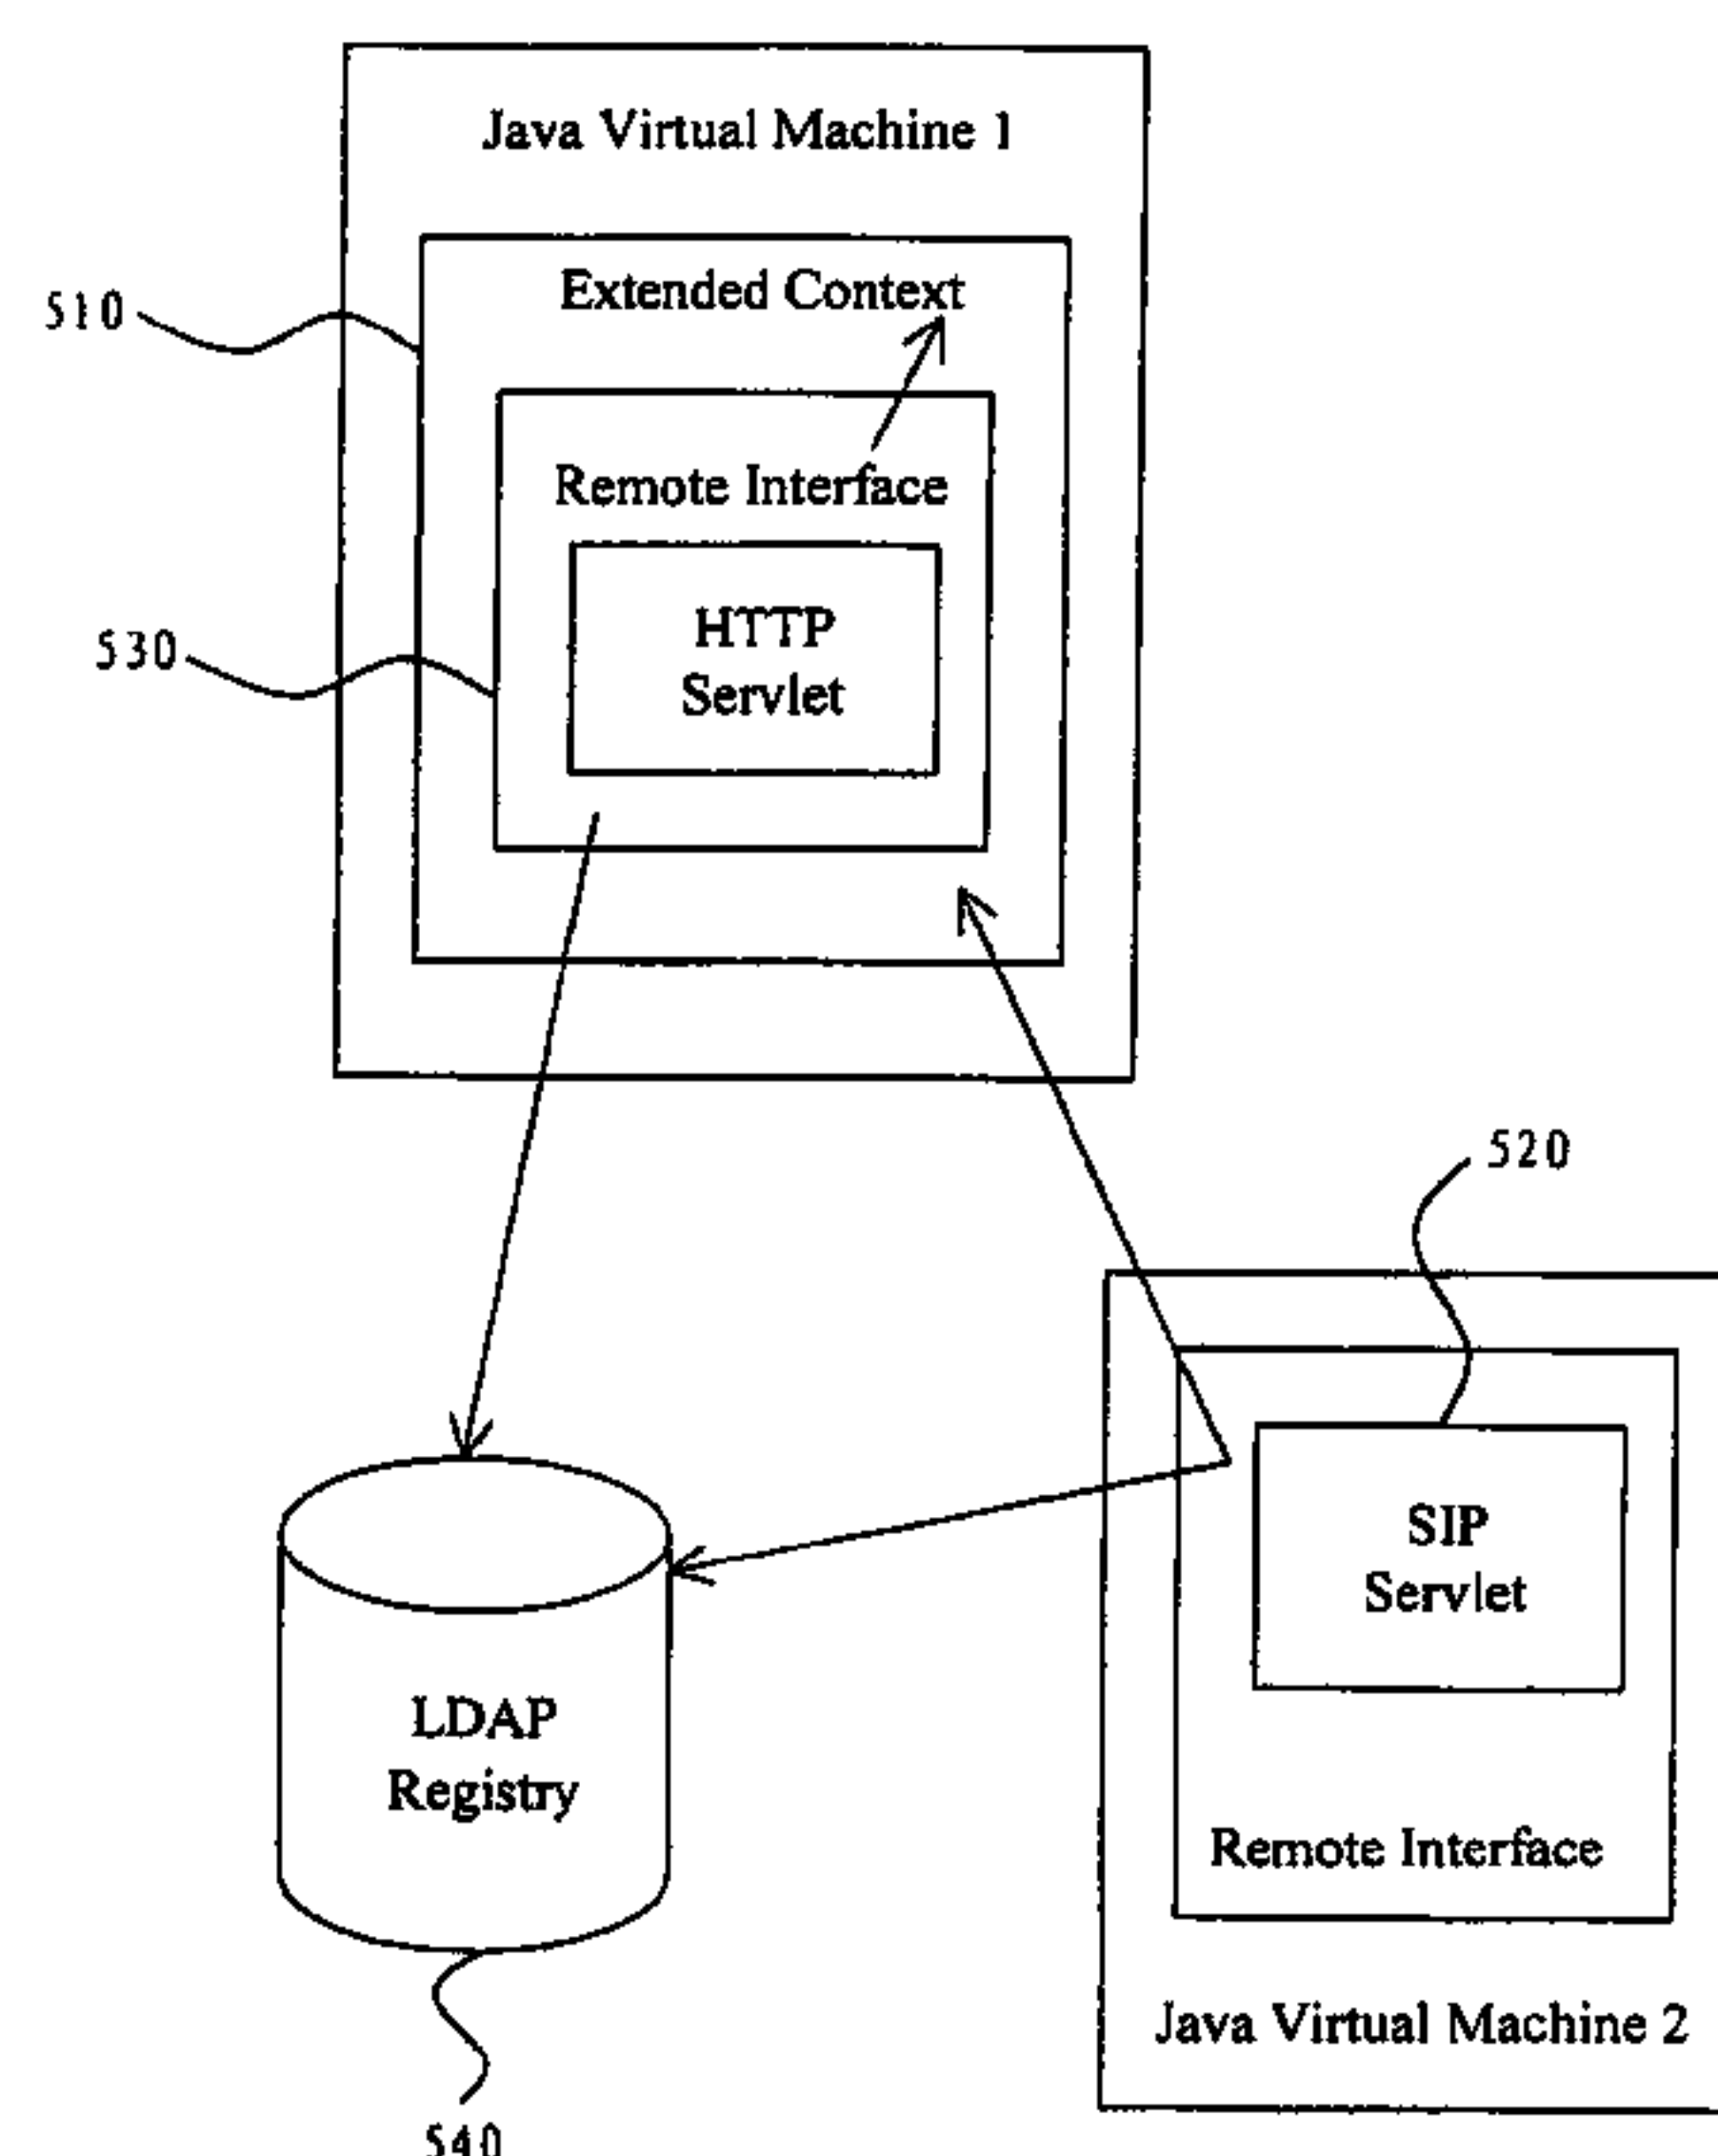 Java Virtual Machine 1
Extended Context
510
Remote Interface
HTTP
Servlet
530
520
SIP
Servlet
LDAP
Registry
Remote Interface
Java Virtual Machine 2
540